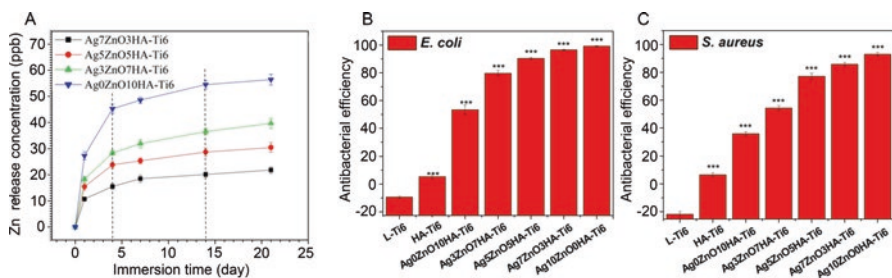 A
Zn release concentration (ppb)
70
60
50
40
30
20
10
0
Ag7ZnO3HA-Ti6
Ag5ZnO5HA-Ti6
Ag3ZnO7HA-Ti6
Ag0ZnO10HA-Ti6
0 5 10 15 20 25
Immersion time (day)
B
Antibacterial efficiency
100
80
60
40
20
0
-20
E. coli
***
***
***
***
***
***
L-Ti6
HA-Ti6
Ag0ZnO10HA-Ti6
Ag3ZnO7HA-Ti6
Ag5ZnO5HA-Ti6
Ag7ZnO3HA-Ti6
Ag10ZnO0HA-Ti6
C
Antibacterial efficiency
100
80
60
40
20
0
-20
S. aureus
***
***
***
***
***
***
L-Ti6
HA-Ti6
Ag0ZnO10HA-Ti6
Ag3ZnO7HA-Ti6
Ag5ZnO5HA-Ti6
Ag7ZnO3HA-Ti6
Ag10ZnO0HA-Ti6